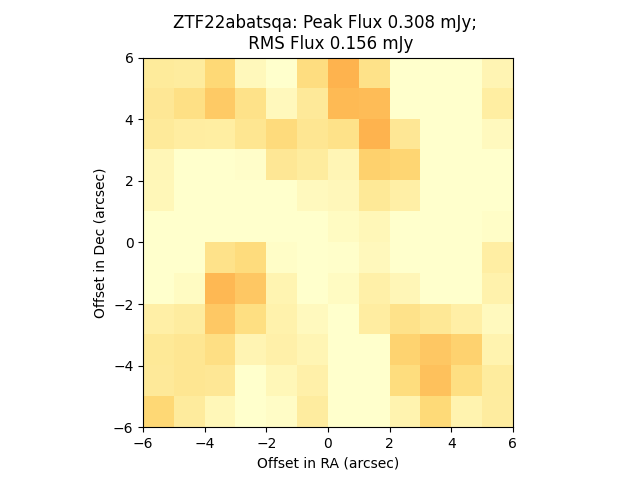 ZTF22abatsqa: Peak Flux 0.308 mJy;
RMS Flux 0.156 mJy
6
4
2
0
−2
−4
−6
Offset in Dec (arcsec)
−6 −4 −2 0 2 4 6
Offset in RA (arcsec)